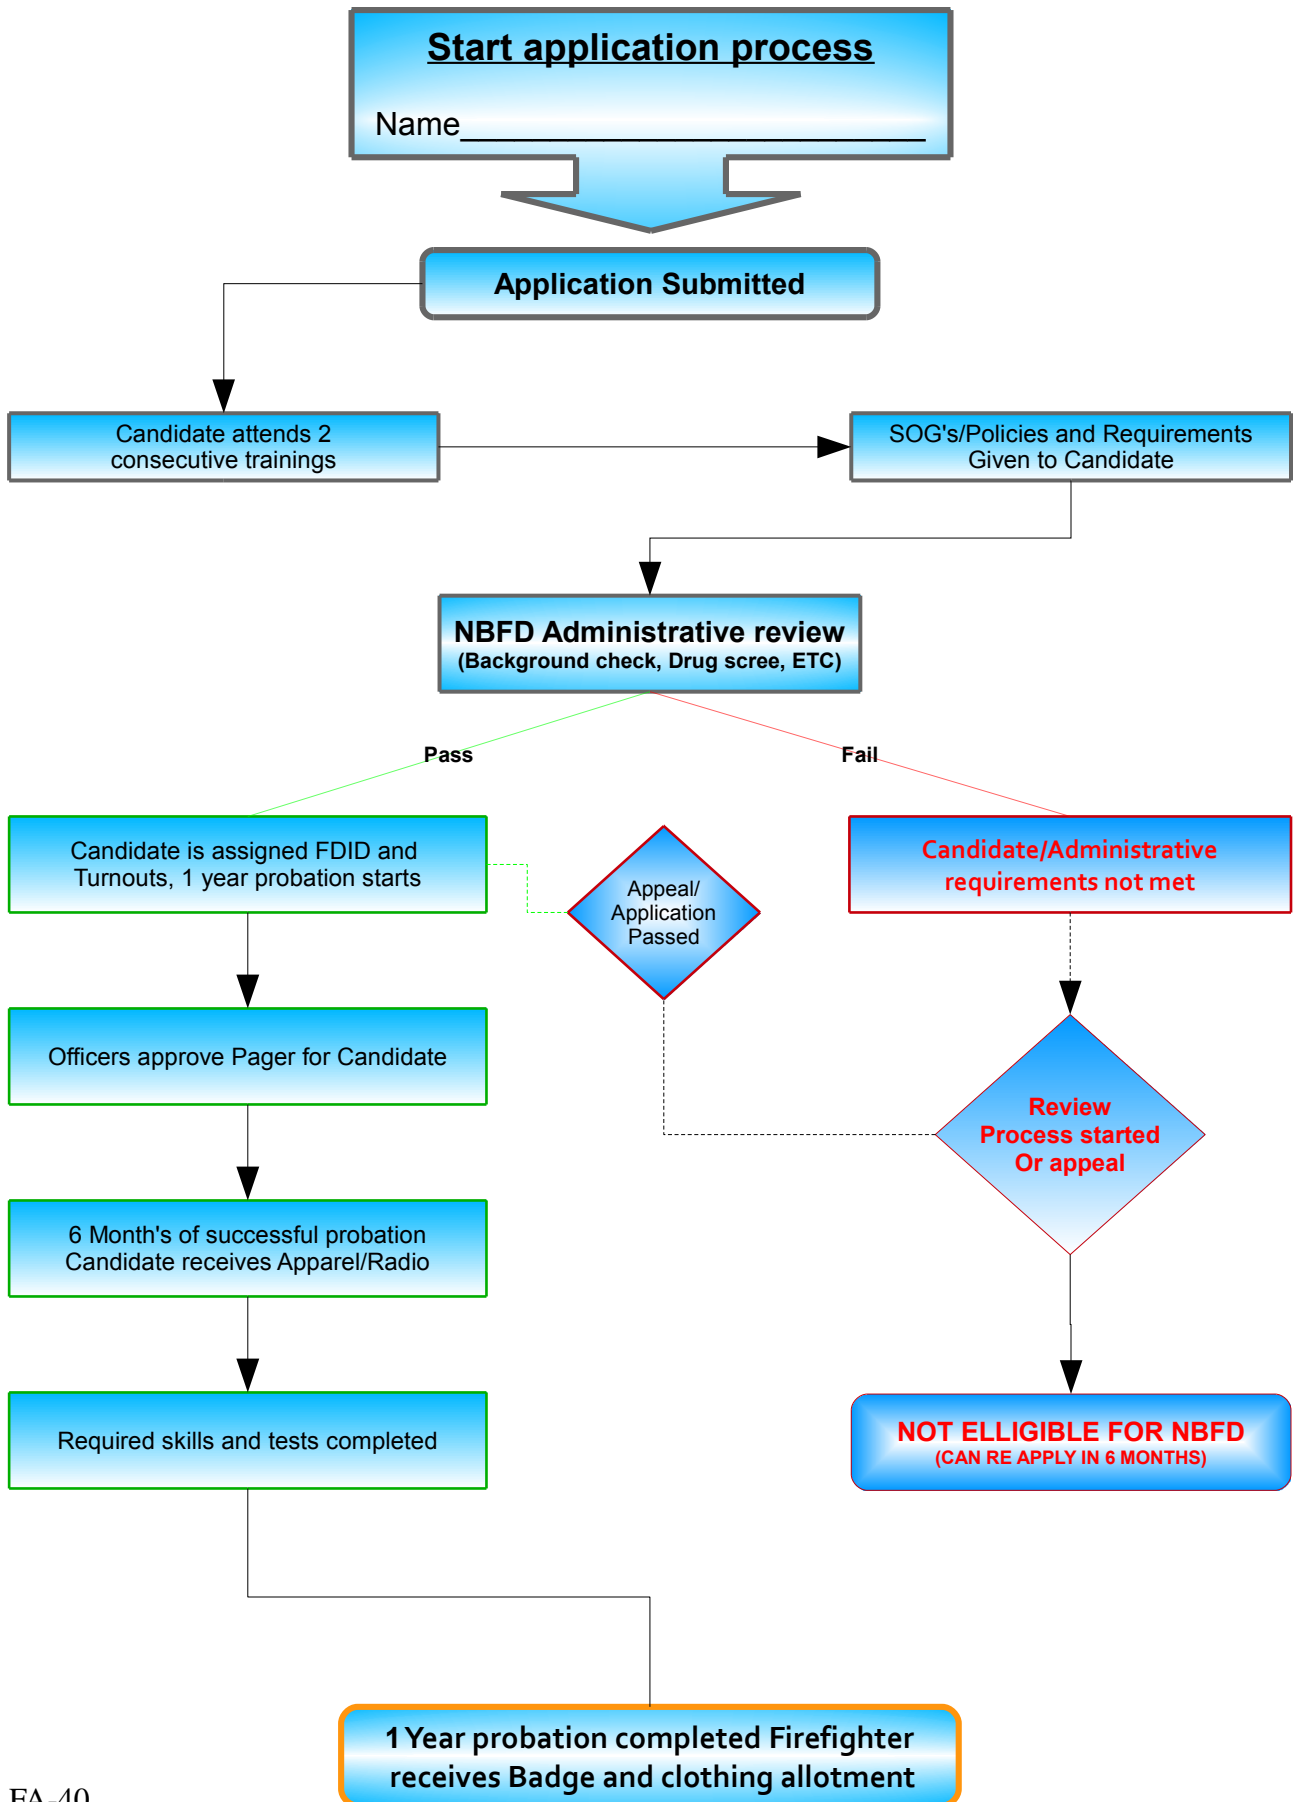 Start application process
Name__________________________
Application Submitted
Candidate attends 2
consecutive trainings
SOG's/Policies and Requirements
Given to Candidate
NBFD Administrative review
(Background check, Drug scree, ETC)
Pass
Fail
Candidate is assigned FDID and
Turnouts, 1 year probation starts
Appeal/
Application
Passed
Candidate/Administrative
requirements not met
Officers approve Pager for Candidate
Review
Process started
Or appeal
6 Month's of successful probation
Candidate receives Apparel/Radio
Required skills and tests completed
NOT ELLIGIBLE FOR NBFD
(CAN RE APPLY IN 6 MONTHS)
1 Year probation completed Firefighter
receives Badge and clothing allotment
FA-40